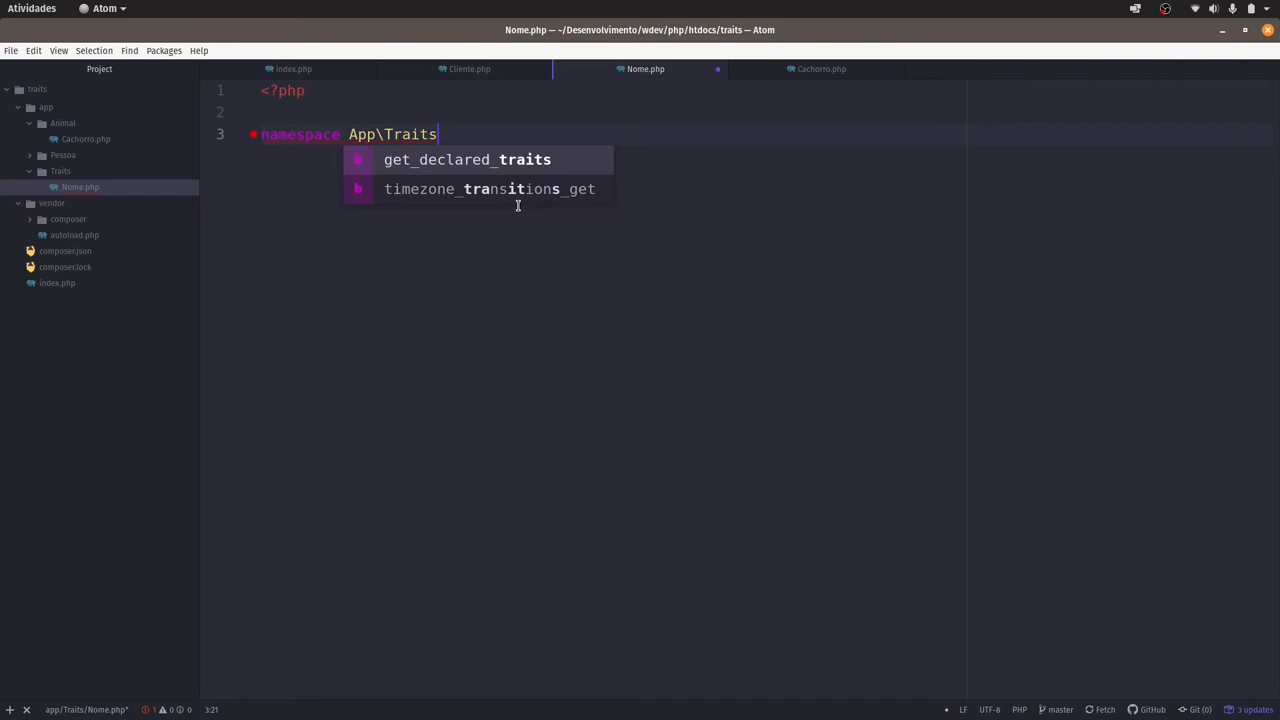 Atividades
Atom
Nome.php — ~/Desenvolvimento/wdev/php/htdocs/traits — Atom
File Edit View Selection Find Packages Help
Project
index.php
Cliente.php
Nome.php
Cachorro.php
traits
app
Animal
Cachorro.php
Pessoa
Traits
Nome.php
vendor
composer
autoload.php
composer.json
composer.lock
index.php
1 <?php
2
3 namespace App\Traits
b get_declared_traits
b timezone_transitions_get
app/Traits/Nome.php* 1 0 0 3:21 LF UTF-8 PHP master Fetch GitHub Git (0) 3 updates